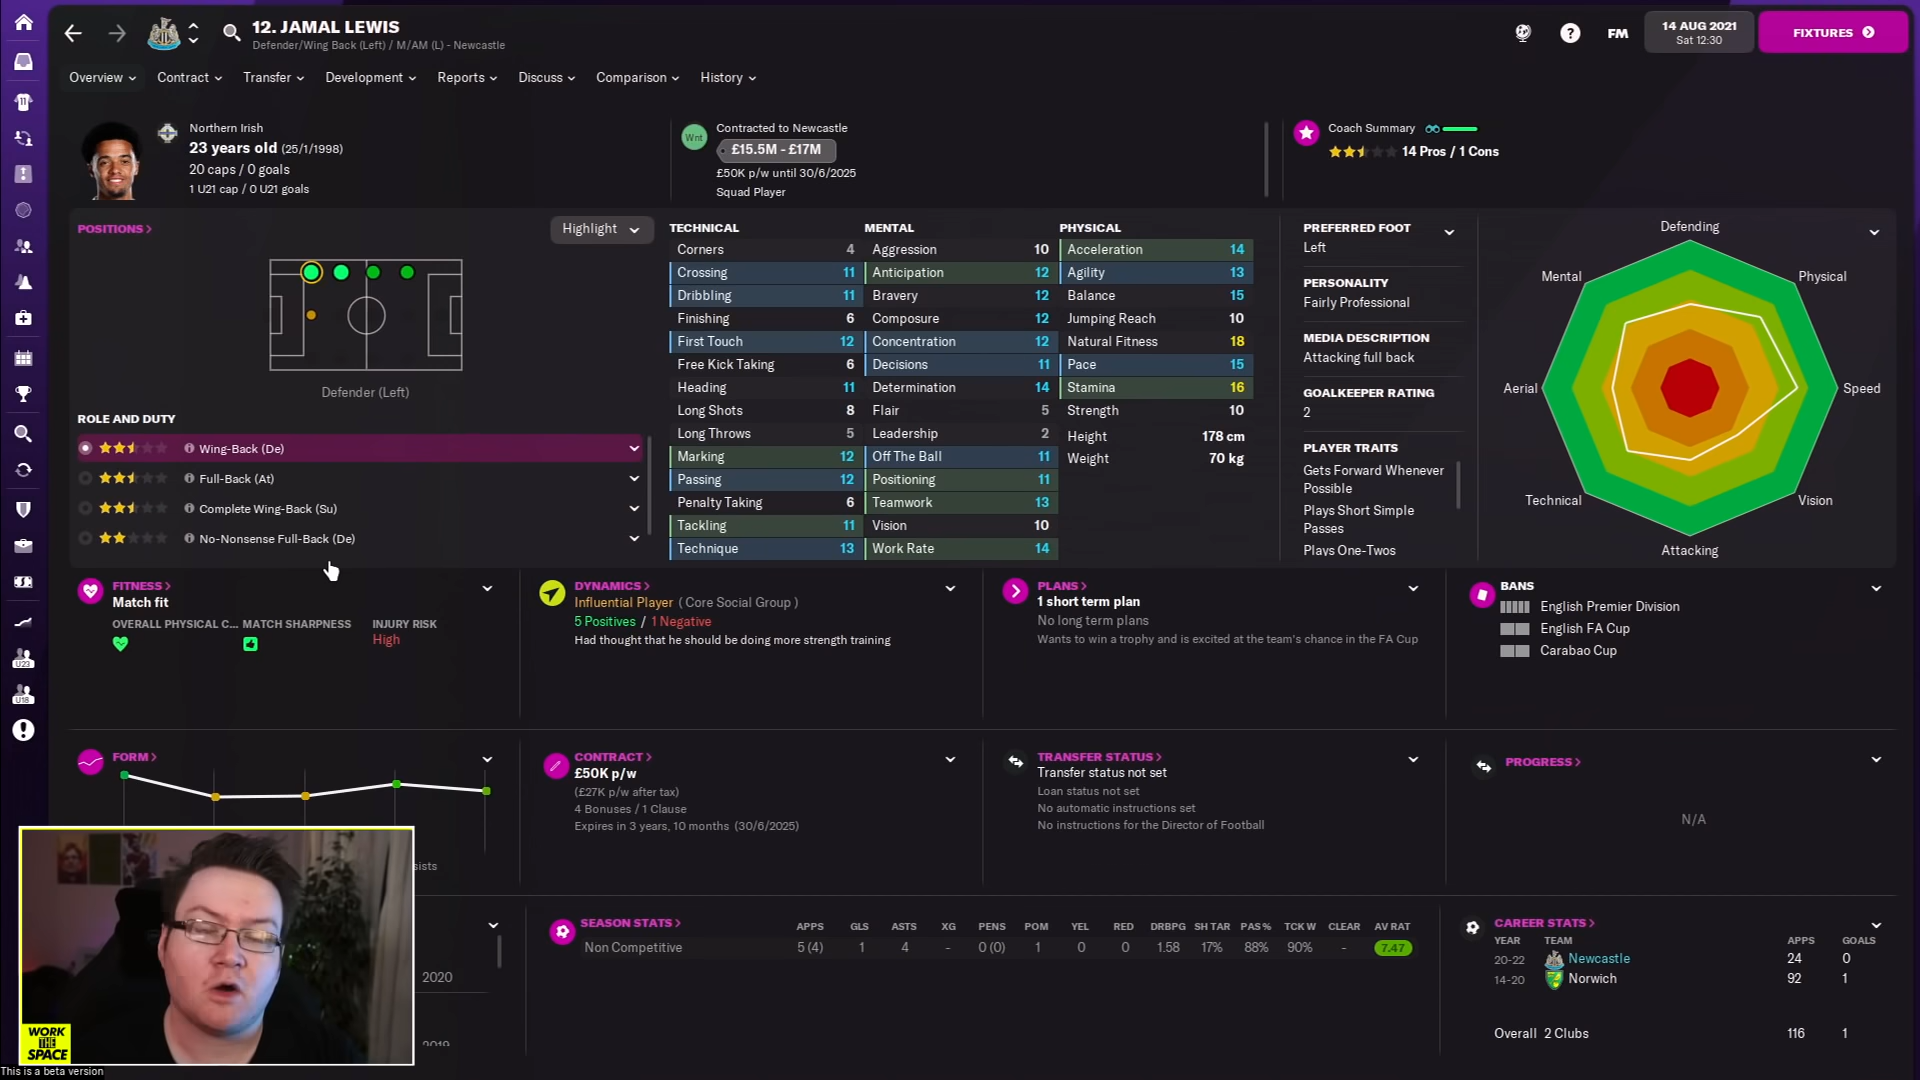 12. JAMAL LEWIS
Defender/Wing Back (Left) / M/AM (L) - Newcastle
FM
14 AUG 2021
Sat 12:30
FIXTURES
Overview Contract Transfer Development Reports Discuss Comparison History
Northern Irish
23 years old (25/1/1998)
20 caps / 0 goals
1 U21 cap / 0 U21 goals
Wnt
Contracted to Newcastle
£15.5M - £17M
£50K p/w until 30/6/2025
Squad Player
Coach Summary
14 Pros / 1 Cons
POSITIONS >
Highlight
Defender (Left)
ROLE AND DUTY
Wing-Back (De)
Full-Back (At)
Complete Wing-Back (Su)
No-Nonsense Full-Back (De)
TECHNICAL
Corners 4
Crossing 11
Dribbling 11
Finishing 6
First Touch 12
Free Kick Taking 6
Heading 11
Long Shots 8
Long Throws 5
Marking 12
Passing 12
Penalty Taking 6
Tackling 11
Technique 13
MENTAL
Aggression 10
Anticipation 12
Bravery 12
Composure 12
Concentration 12
Decisions 11
Determination 14
Flair 5
Leadership 2
Off The Ball 11
Positioning 11
Teamwork 13
Vision 10
Work Rate 14
PHYSICAL
Acceleration 14
Agility 13
Balance 15
Jumping Reach 10
Natural Fitness 18
Pace 15
Stamina 16
Strength 10
Height 178 cm
Weight 70 kg
PREFERRED FOOT
Left
PERSONALITY
Fairly Professional
MEDIA DESCRIPTION
Attacking full back
GOALKEEPER RATING
2
PLAYER TRAITS
Gets Forward Whenever
Possible
Plays Short Simple
Passes
Plays One-Twos
Defending
Mental
Physical
Aerial
Speed
Technical
Vision
Attacking
FITNESS >
Match fit
OVERALL PHYSICAL C... MATCH SHARPNESS INJURY RISK
High
DYNAMICS >
Influential Player ( Core Social Group )
5 Positives / 1 Negative
Had thought that he should be doing more strength training
PLANS >
1 short term plan
No long term plans
Wants to win a trophy and is excited at the team's chance in the FA Cup
BANS
English Premier Division
English FA Cup
Carabao Cup
FORM >
sists
CONTRACT >
£50K p/w
(£27K p/w after tax)
4 Bonuses / 1 Clause
Expires in 3 years, 10 months (30/6/2025)
TRANSFER STATUS >
Transfer status not set
Loan status not set
No automatic instructions set
No instructions for the Director of Football
PROGRESS >
N/A
2020
2019
SEASON STATS > APPS GLS ASTS XG PENS POM YEL RED DRBPG SH TAR PAS % TCK W CLEAR AV RAT
Non Competitive 5 (4) 1 4 - 0 (0) 1 0 0 1.58 17% 88% 90% - 7.47
CAREER STATS >
YEAR TEAM APPS GOALS
20-22 Newcastle 24 0
14-20 Norwich 92 1
Overall 2 Clubs 116 1
U23
U18
11
WORK
THE
SPACE
This is a beta version